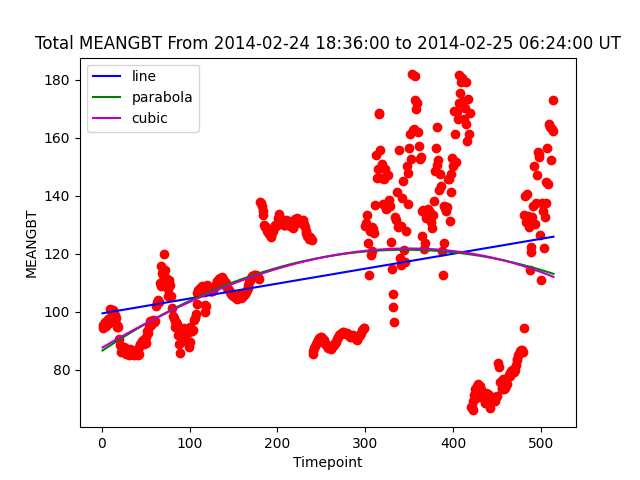 Total MEANGBT From 2014-02-24 18:36:00 to 2014-02-25 06:24:00 UT
line
parabola
cubic
180
160
140
120
100
80
MEANGBT
0 100 200 300 400 500
Timepoint